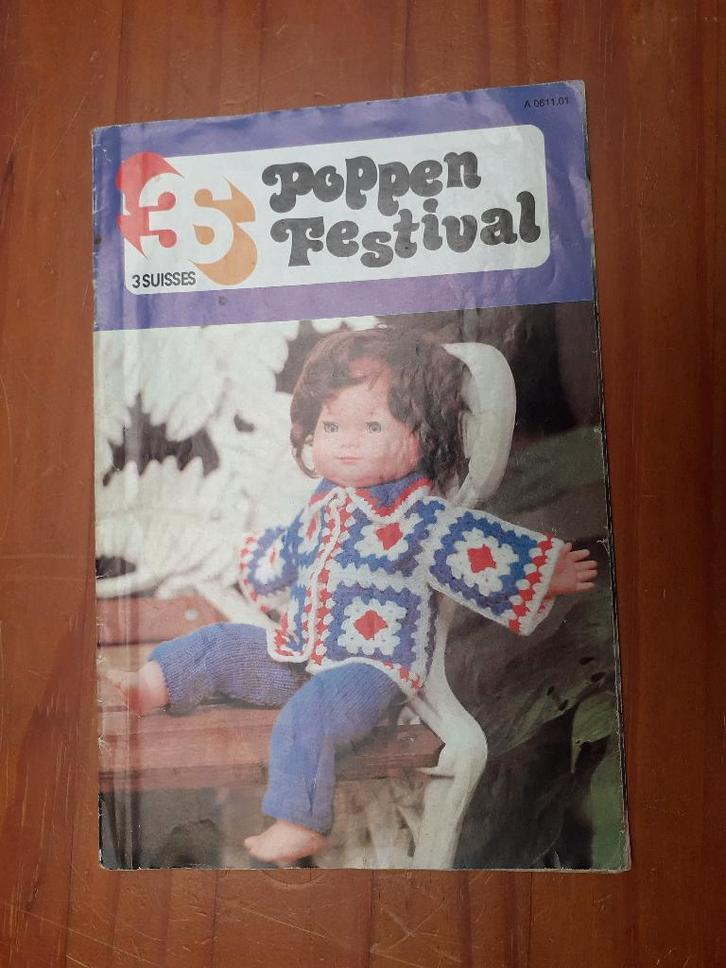 A 0611.01
3S
Poppen
Festival
3 SUISSES